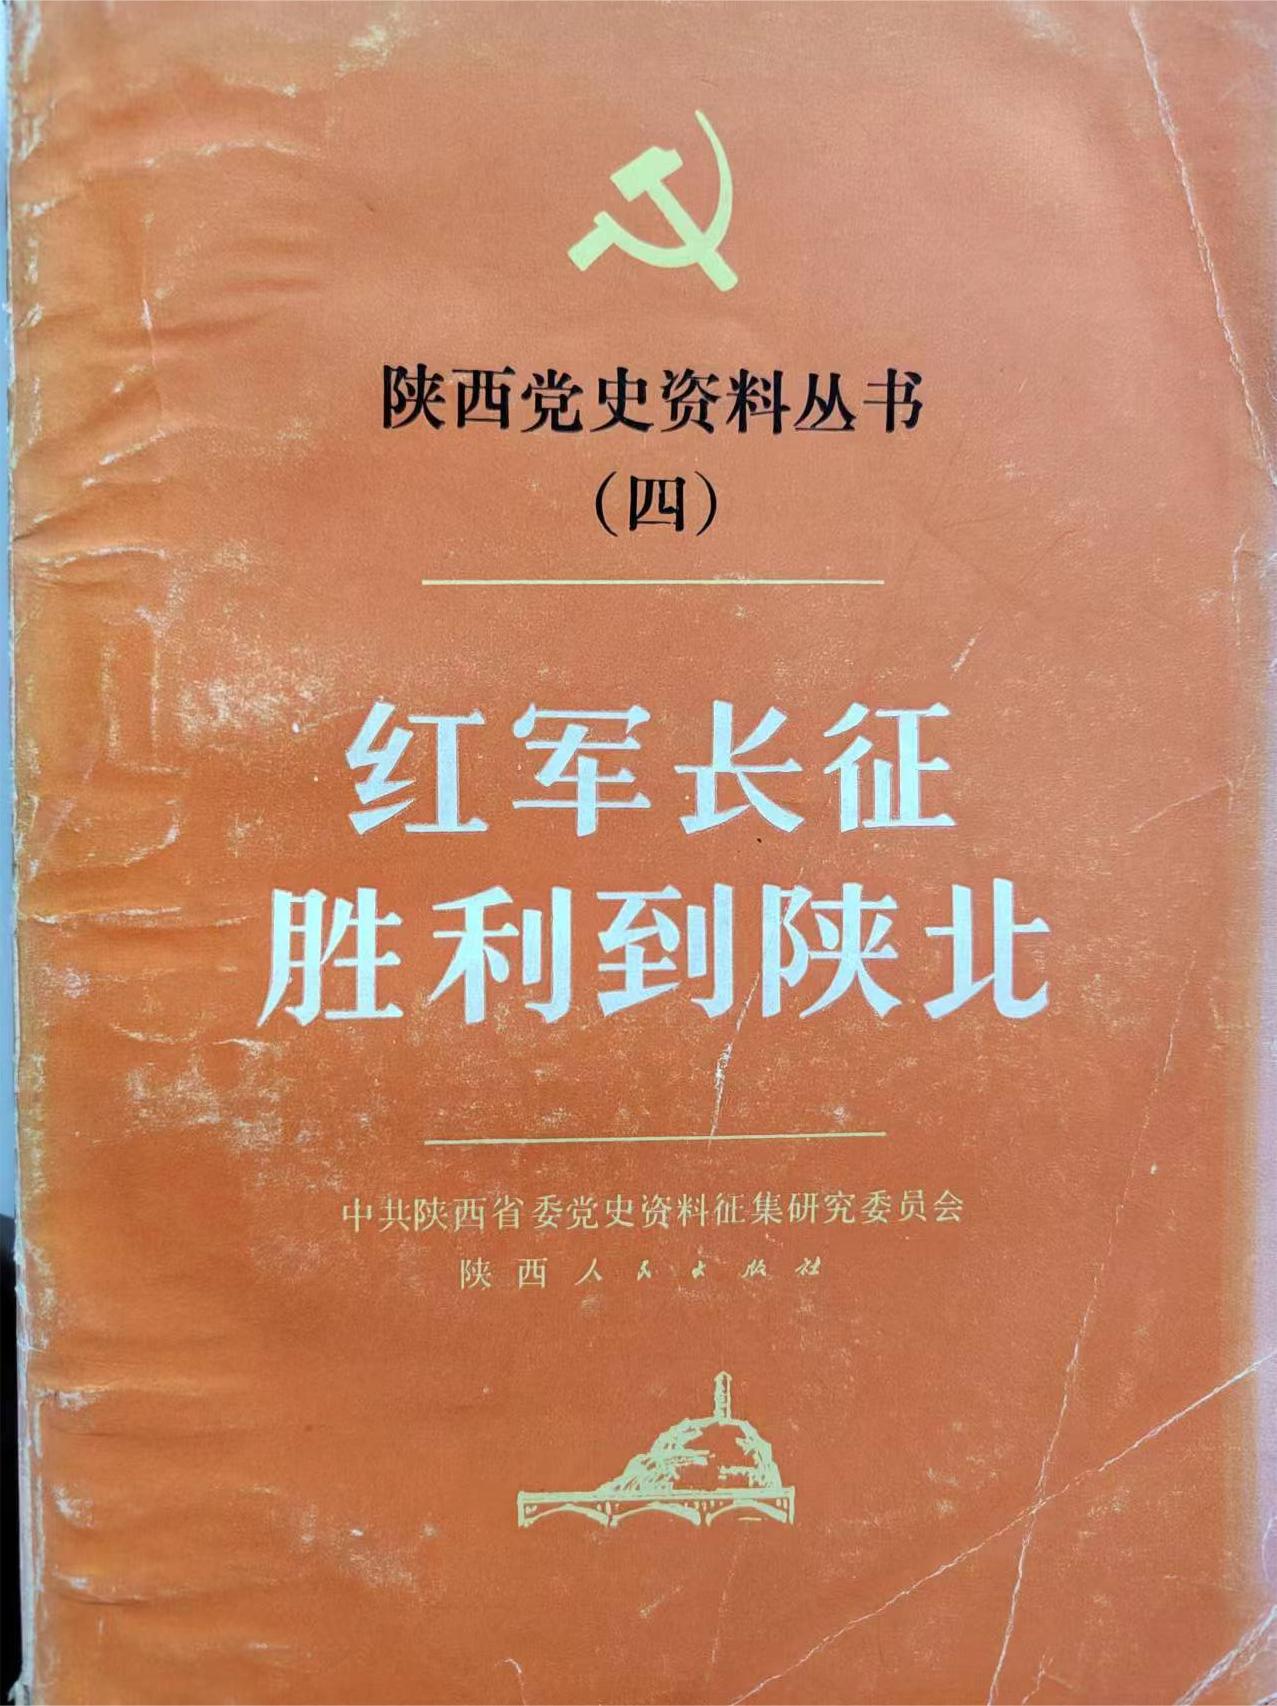 陕西党史资料丛书
（四）
红军长征
胜利到陕北
中共陕西省委党史资料征集研究委员会
陕西人民出版社